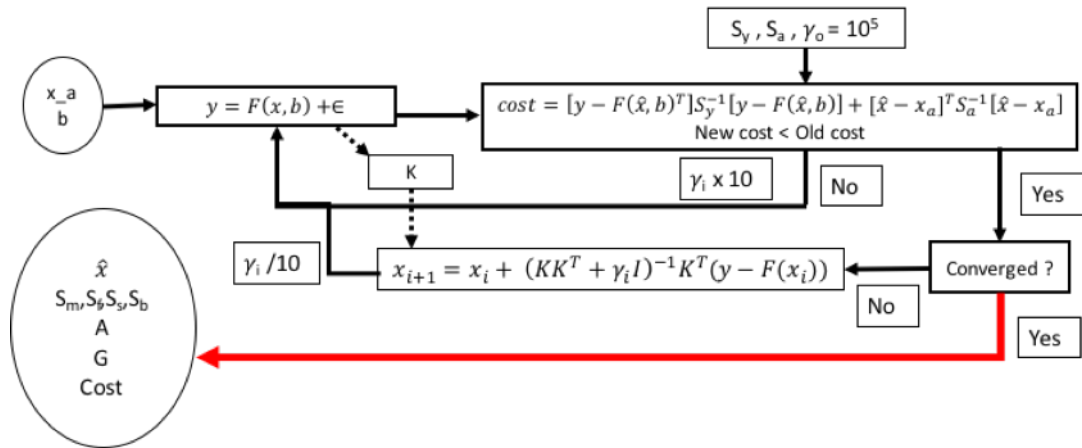 S_y , S_a , γ_o = 10^5
x_a
b
y = F(x, b) + ∈
cost = [y − F(x̂, b)^T]S_y^{-1}[y − F(x̂, b)] + [x̂ − x_a]^T S_a^{-1}[x̂ − x_a]
New cost < Old cost
K
γ_i x 10
No
Yes
γ_i /10
x_{i+1} = x_i + (KK^T + γ_i I)^{-1}K^T(y − F(x_i))
Converged ?
No
Yes
x̂
S_m,S_f,S_s,S_b
A
G
Cost